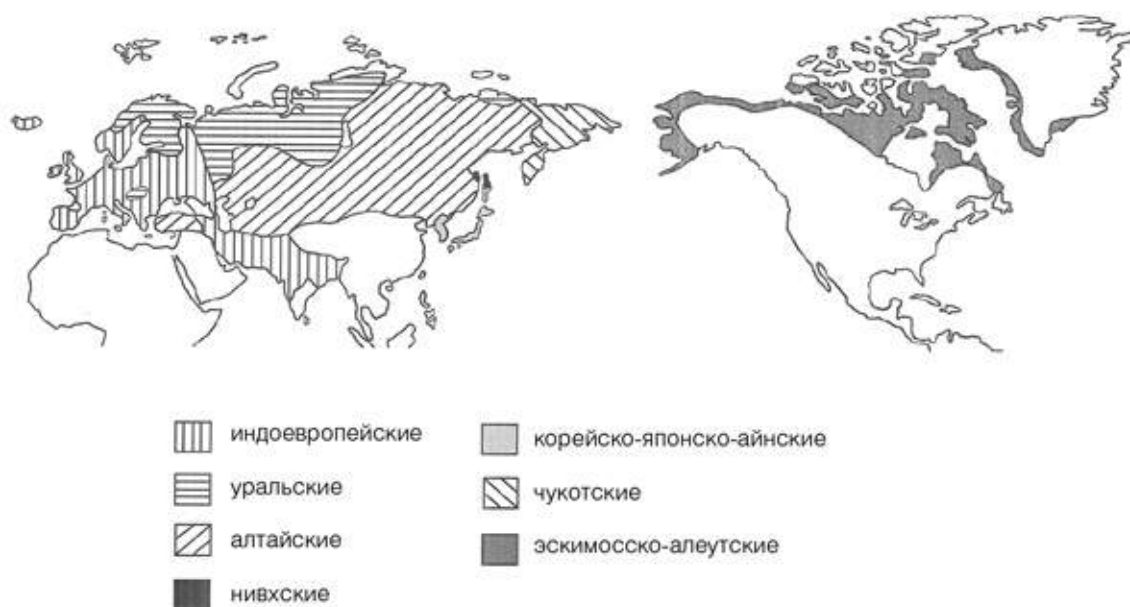 индоевропейские
уральские
алтайские
нивхские
корейско-японско-айнские
чукотские
эскимосско-алеутские